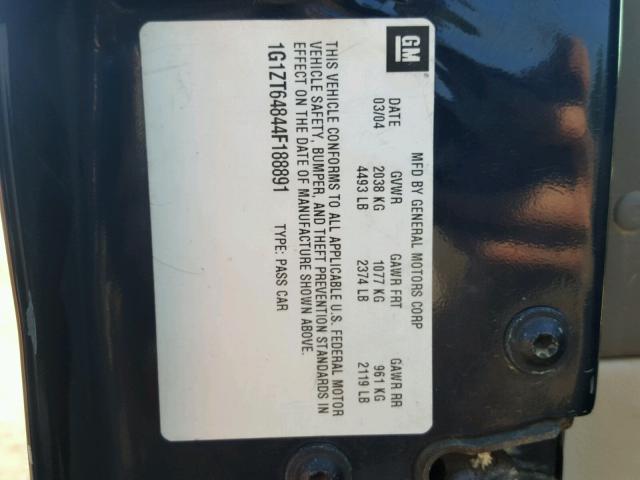 GM
®
MFD BY GENERAL MOTORS CORP
DATE GVWR GAWR FRT GAWR RR
03/04 2038 KG 1077 KG 961 KG
4493 LB 2374 LB 2119 LB
THIS VEHICLE CONFORMS TO ALL APPLICABLE U.S. FEDERAL MOTOR
VEHICLE SAFETY, BUMPER, AND THEFT PREVENTION STANDARDS IN
EFFECT ON THE DATE OF MANUFACTURE SHOWN ABOVE.
1G1ZT64844F188891 TYPE: PASS CAR